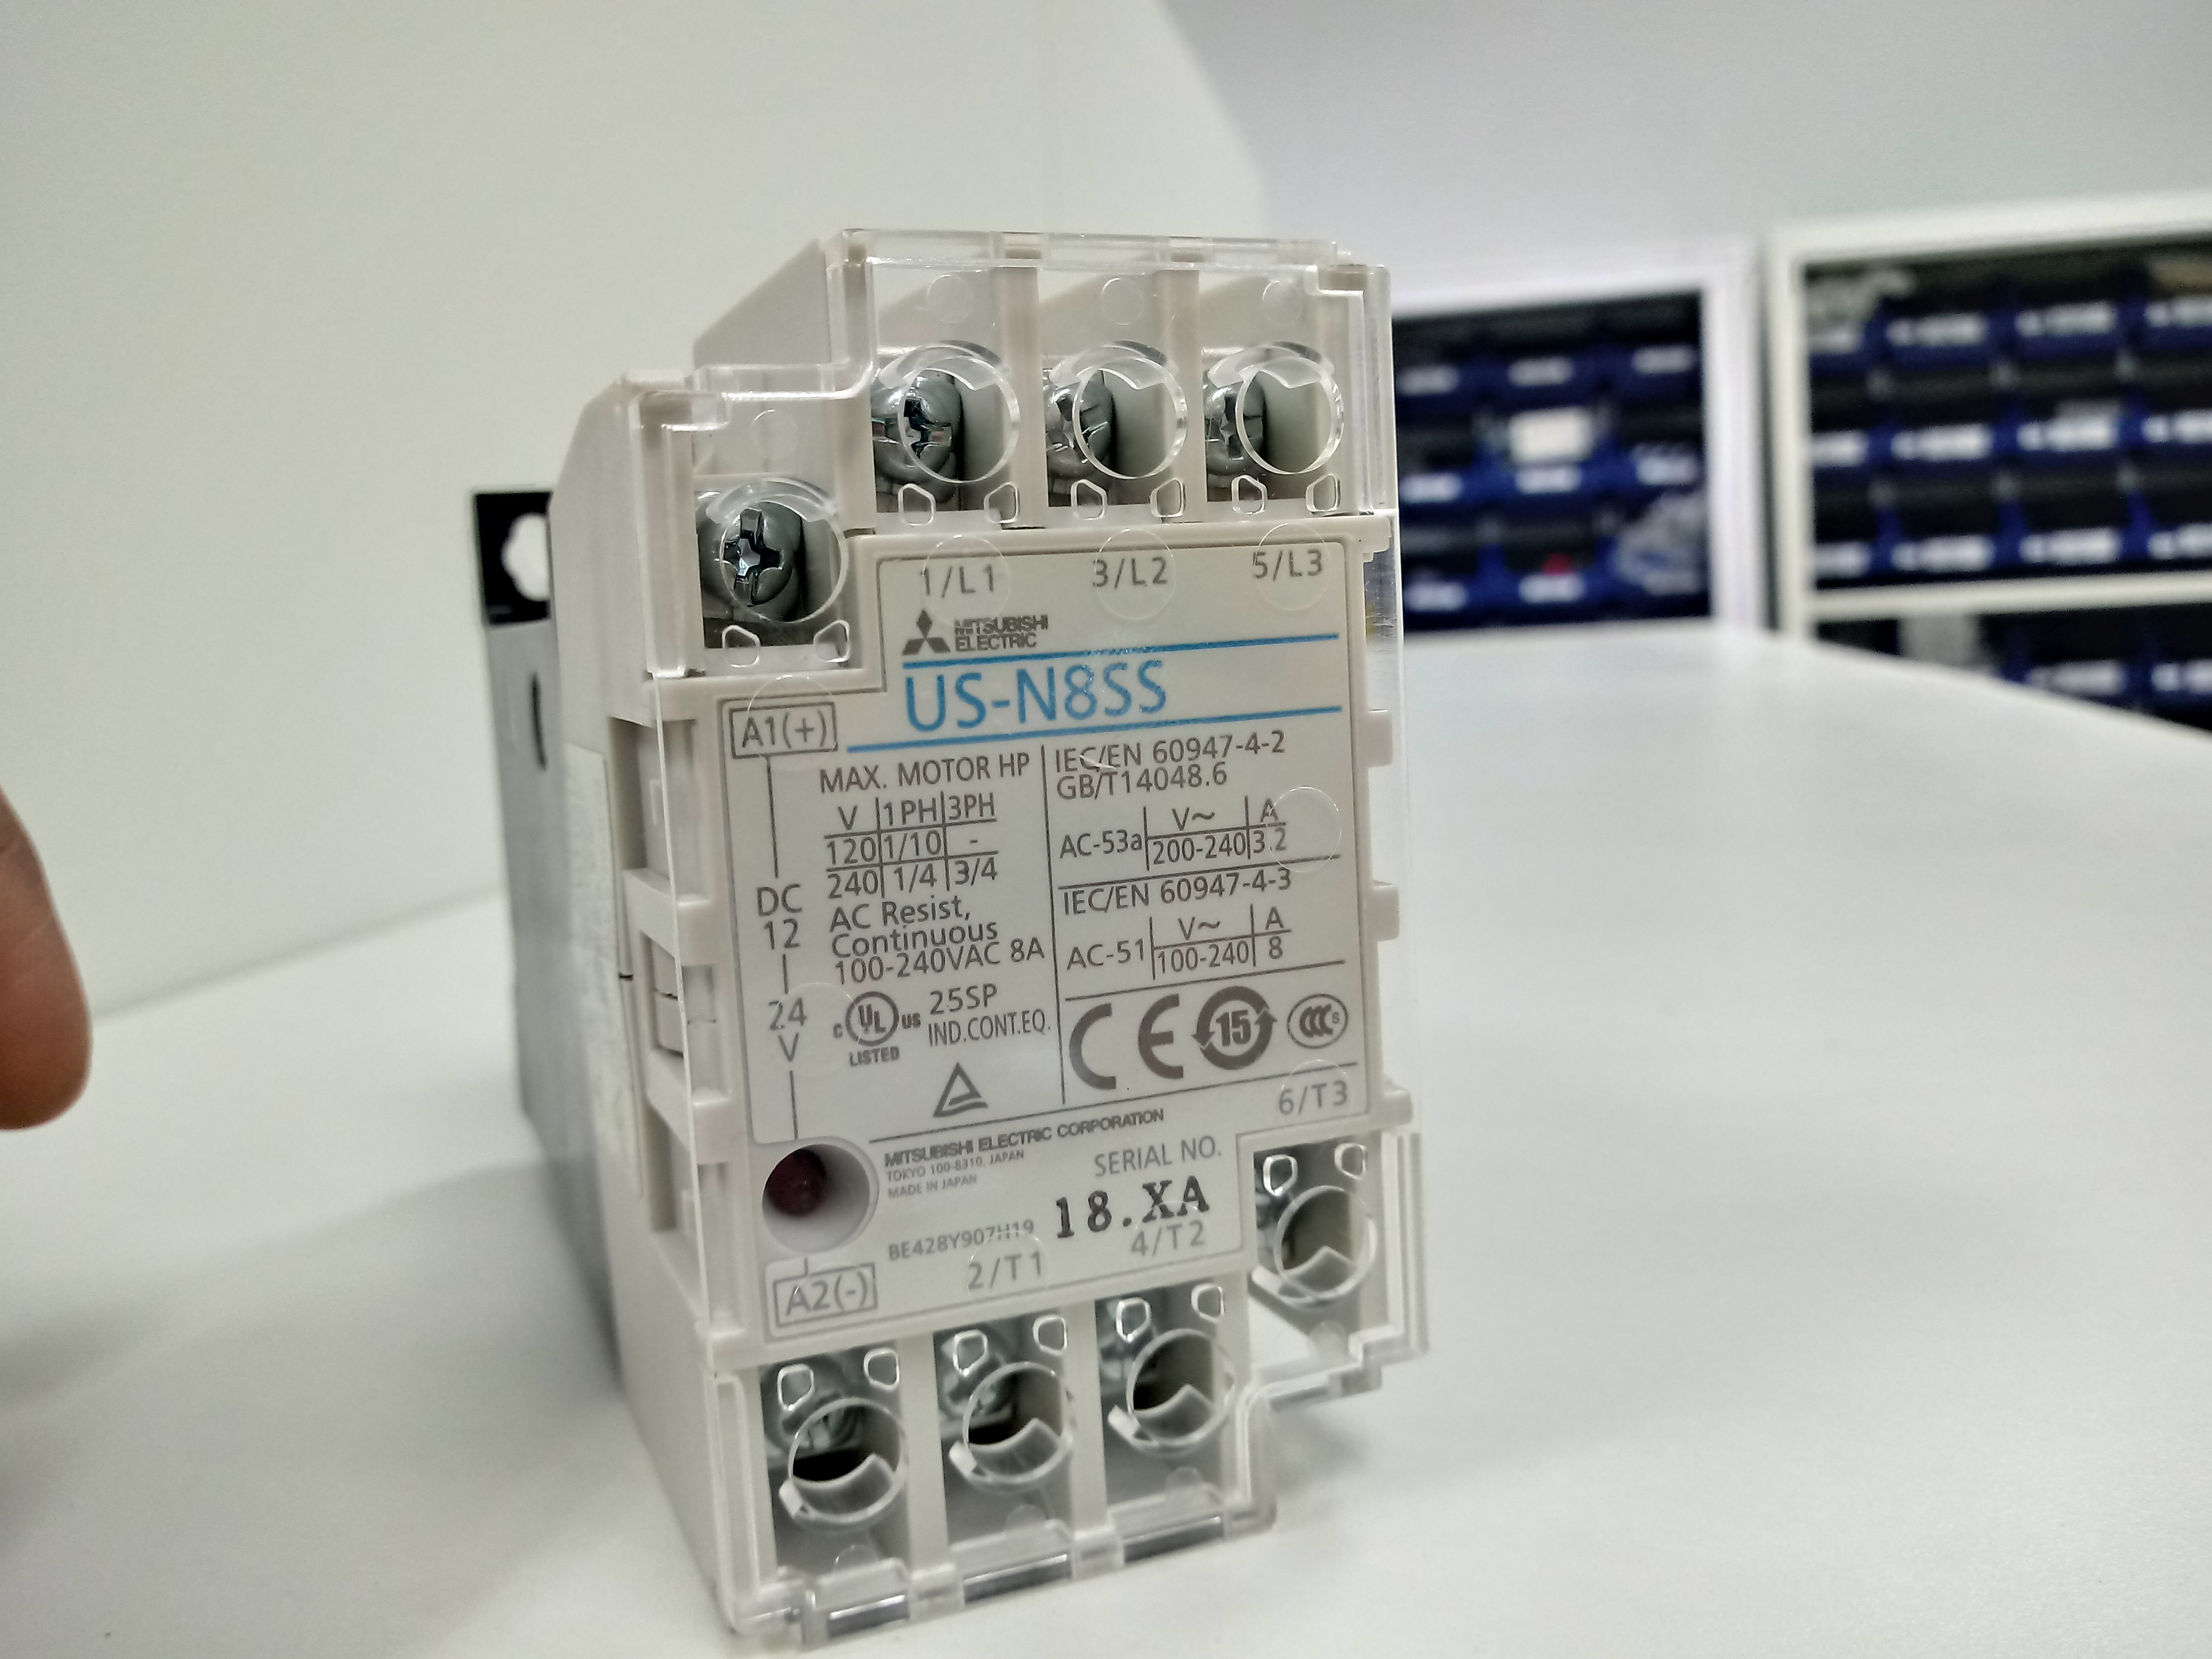 1/L1 3/L2 5/L3
MITSUBISHI
ELECTRIC
US-N8SS
A1(+)
DC
12
24
V
MAX. MOTOR HP
V 1PH 3PH
120 1/10 -
240 1/4 3/4
AC Resist,
Continuous
100-240VAC 8A
C UL US
LISTED
25SP
IND.CONT.EQ.
IEC/EN 60947-4-2
GB/T14048.6
V~ A
AC-53a 200-240 3.2
IEC/EN 60947-4-3
V~ A
AC-51 100-240 8
CE 15 CCC S
6/T3
MITSUBISHI ELECTRIC CORPORATION
TOKYO 100-8310, JAPAN
MADE IN JAPAN
SERIAL NO.
18.XA
BE428Y907H19
4/T2
2/T1
A2(-)